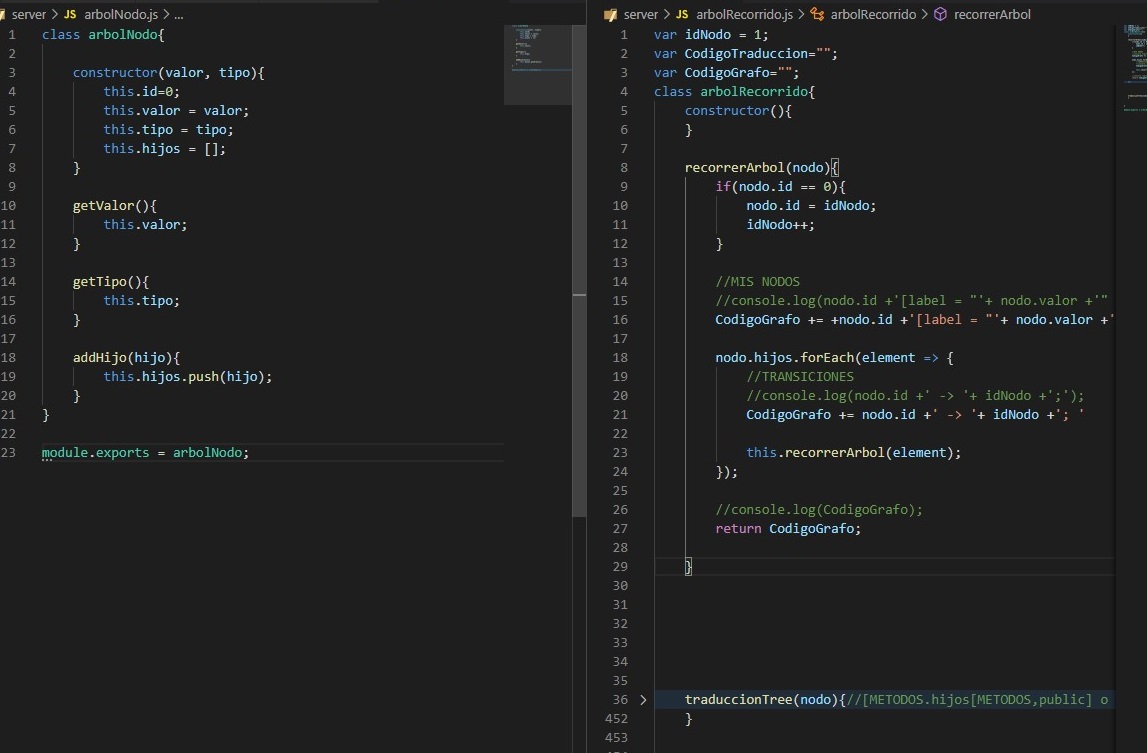 server > JS arbolNodo.js > ...
1 class arbolNodo{
2
3 constructor(valor, tipo){
4 this.id=0;
5 this.valor = valor;
6 this.tipo = tipo;
7 this.hijos = [];
8 }
9
10 getValor(){
11 this.valor;
12 }
13
14 getTipo(){
15 this.tipo;
16 }
17
18 addHijo(hijo){
19 this.hijos.push(hijo);
20 }
21 }
22
23 module.exports = arbolNodo;
server > JS arbolRecorrido.js > arbolRecorrido > recorrerArbol
1 var idNodo = 1;
2 var CodigoTraduccion="";
3 var CodigoGrafo="";
4 class arbolRecorrido{
5 constructor(){
6 }
7
8 recorrerArbol(nodo){
9 if(nodo.id == 0){
10 nodo.id = idNodo;
11 idNodo++;
12 }
13
14 //MIS NODOS
15 //console.log(nodo.id +'[label = "'+ nodo.valor +'"
16 CodigoGrafo += +nodo.id +'[label = "'+ nodo.valor +'
17
18 nodo.hijos.forEach(element => {
19 //TRANSICIONES
20 //console.log(nodo.id +' -> '+ idNodo +';');
21 CodigoGrafo += nodo.id +' -> '+ idNodo +'; '
22
23 this.recorrerArbol(element);
24 });
25
26 //console.log(CodigoGrafo);
27 return CodigoGrafo;
28
29 }
30
31
32
33
34
35
36 > traduccionTree(nodo){//[METODOS.hijos[METODOS,public] o
452 }
453